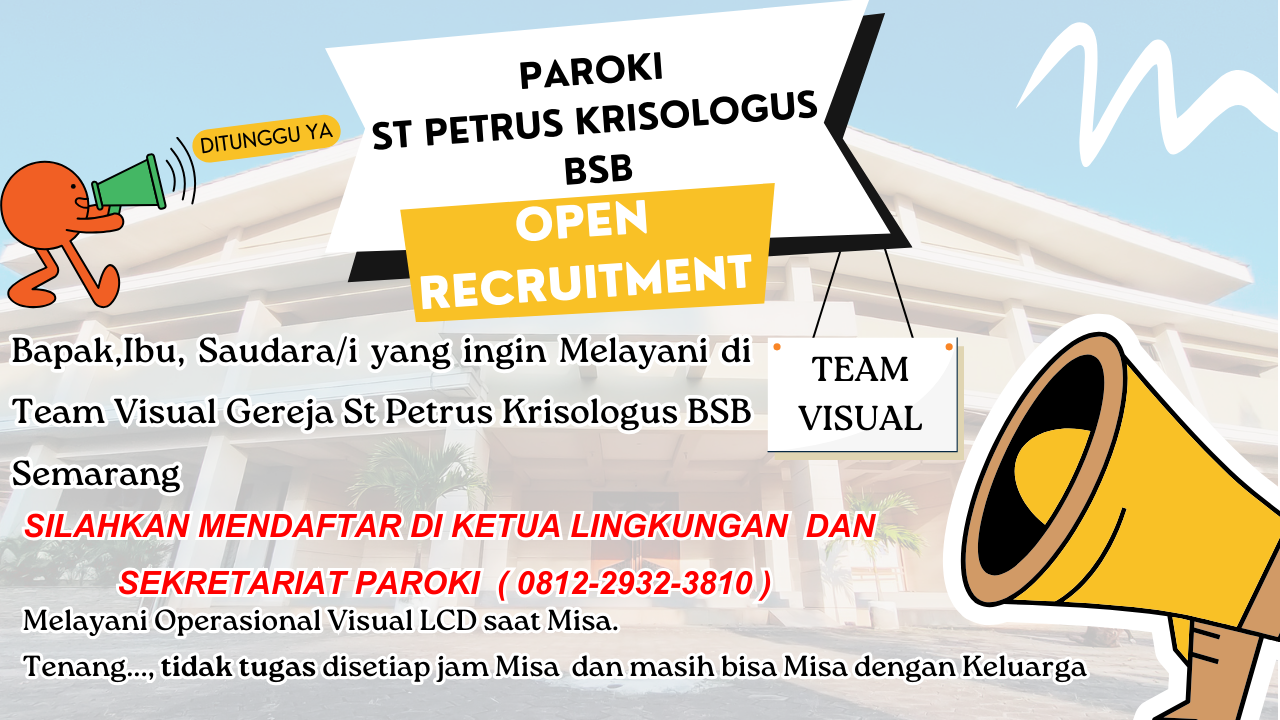 PAROKI
ST PETRUS KRISOLOGUS
BSB
OPEN
RECRUITMENT
DITUNGGU YA
TEAM
VISUAL
Bapak,Ibu, Saudara/i yang ingin Melayani di
Team Visual Gereja St Petrus Krisologus BSB
Semarang
SILAHKAN MENDAFTAR DI KETUA LINGKUNGAN DAN
SEKRETARIAT PAROKI ( 0812-2932-3810 )
Melayani Operasional Visual LCD saat Misa.
Tenang..., tidak tugas disetiap jam Misa dan masih bisa Misa dengan Keluarga